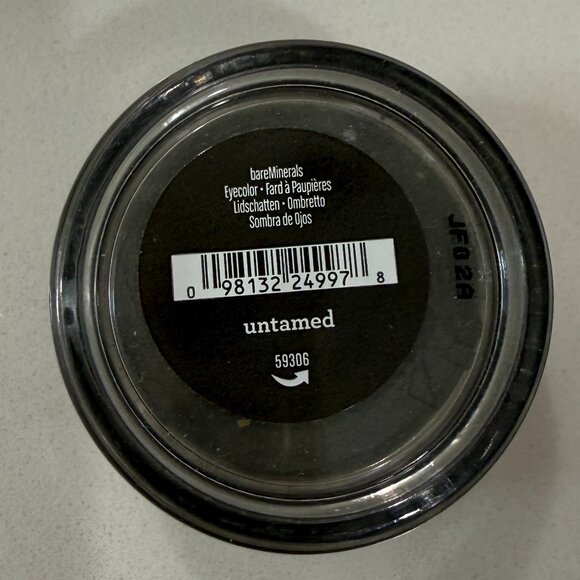 bareMinerals
Eyecolor • Fard à Paupières
Lidschatten • Ombretto
Sombra de Ojos
0 98132 24997 8
untamed
59306
JF02A